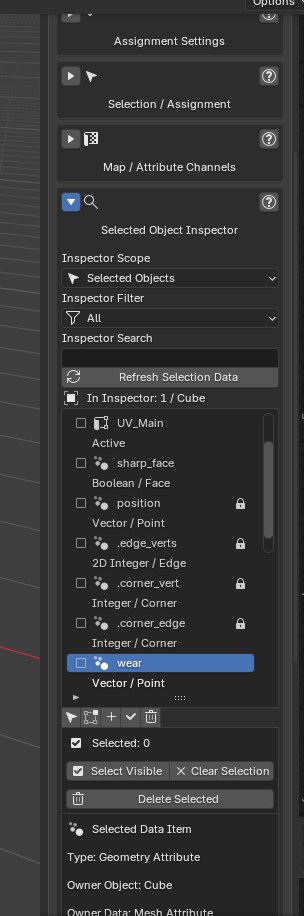 Options
Assignment Settings
Selection / Assignment
Map / Attribute Channels
Selected Object Inspector
Inspector Scope
Selected Objects
Inspector Filter
All
Inspector Search
Refresh Selection Data
In Inspector: 1 / Cube
UV_Main
Active
sharp_face
Boolean / Face
position
Vector / Point
.edge_verts
2D Integer / Edge
.corner_vert
Integer / Corner
.corner_edge
Integer / Corner
wear
Vector / Point
Selected: 0
Select Visible Clear Selection
Delete Selected
Selected Data Item
Type: Geometry Attribute
Owner Object: Cube
Owner Data: Mesh Attribute